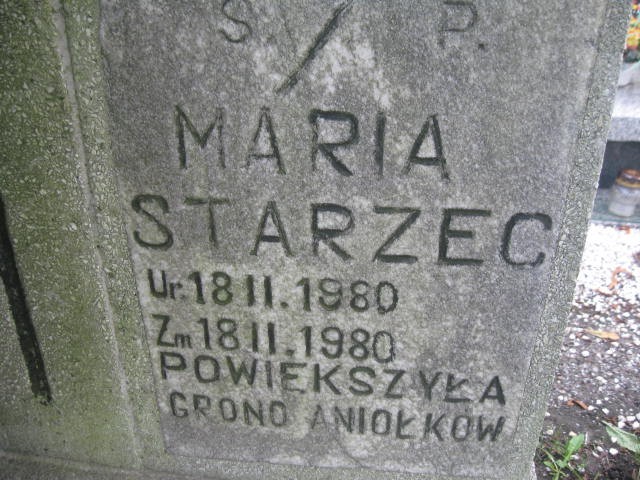 S. P.
MARIA
STARZEC
Ur. 18 II. 1980
Zm 18 II. 1980
POWIEKSZYŁA
GRONO ANIOŁKOW